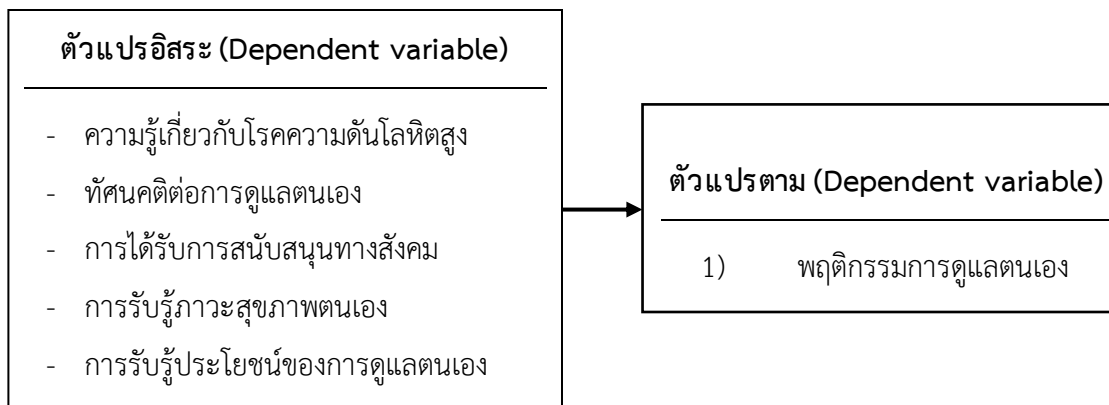 ตัวแปรอิสระ (Dependent variable)
- ความรู้เกี่ยวกับโรคความดันโลหิตสูง
- ทัศนคติต่อการดูแลตนเอง
- การได้รับการสนับสนุนทางสังคม
- การรับรู้ภาวะสุขภาพตนเอง
- การรับรู้ประโยชน์ของการดูแลตนเอง
ตัวแปรตาม (Dependent variable)
1) พฤติกรรมการดูแลตนเอง